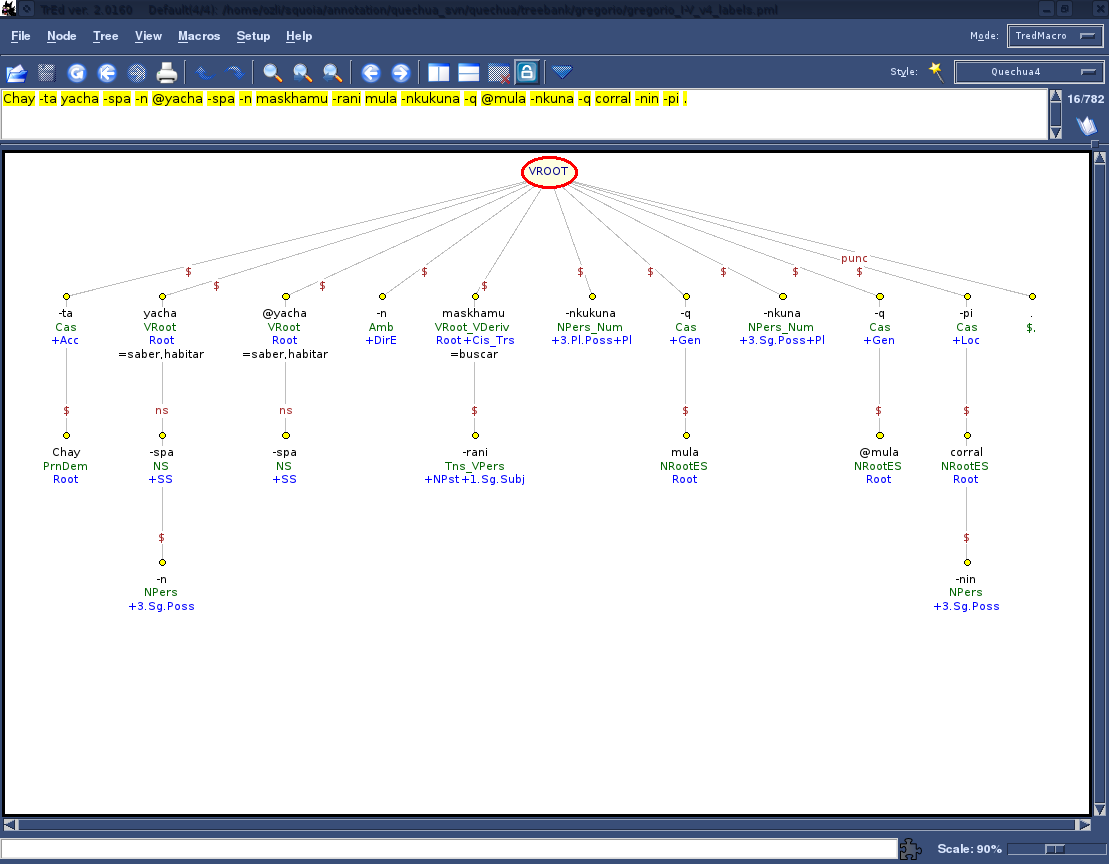 TrEd ver. 2.0160 Default(4/4): /home/ozli/squoia/annotation/quechua_svn/quechua/treebank/gregorio/gregorio_I-V_v4_labels.pml
File Node Tree View Macros Setup Help Mode: TredMacro
Style: Quechua4
Chay -ta yacha -spa -n @yacha -spa -n maskhamu -rani mula -nkukuna -q @mula -nkuna -q corral -nin -pi .
16/782
VROOT
punc
$ $ $ $ $ $ $ $ $ $
-ta yacha @yacha -n maskhamu -nkukuna -q -nkuna -q -pi .
Cas VRoot VRoot Amb VRoot_VDeriv NPers_Num Cas NPers_Num Cas Cas $.
+Acc Root Root +DirE Root+Cis_Trs +3.Pl.Poss+Pl +Gen +3.Sg.Poss+Pl +Gen +Loc
=saber,habitar =saber,habitar =buscar
$ ns ns $ $ $ $
Chay -spa -spa -rani mula @mula corral
PrnDem NS NS Tns_VPers NRootES NRootES NRootES
Root +SS +SS +NPst+1.Sg.Subj Root Root Root
$ $
-n -nin
NPers NPers
+3.Sg.Poss +3.Sg.Poss
Scale: 90%